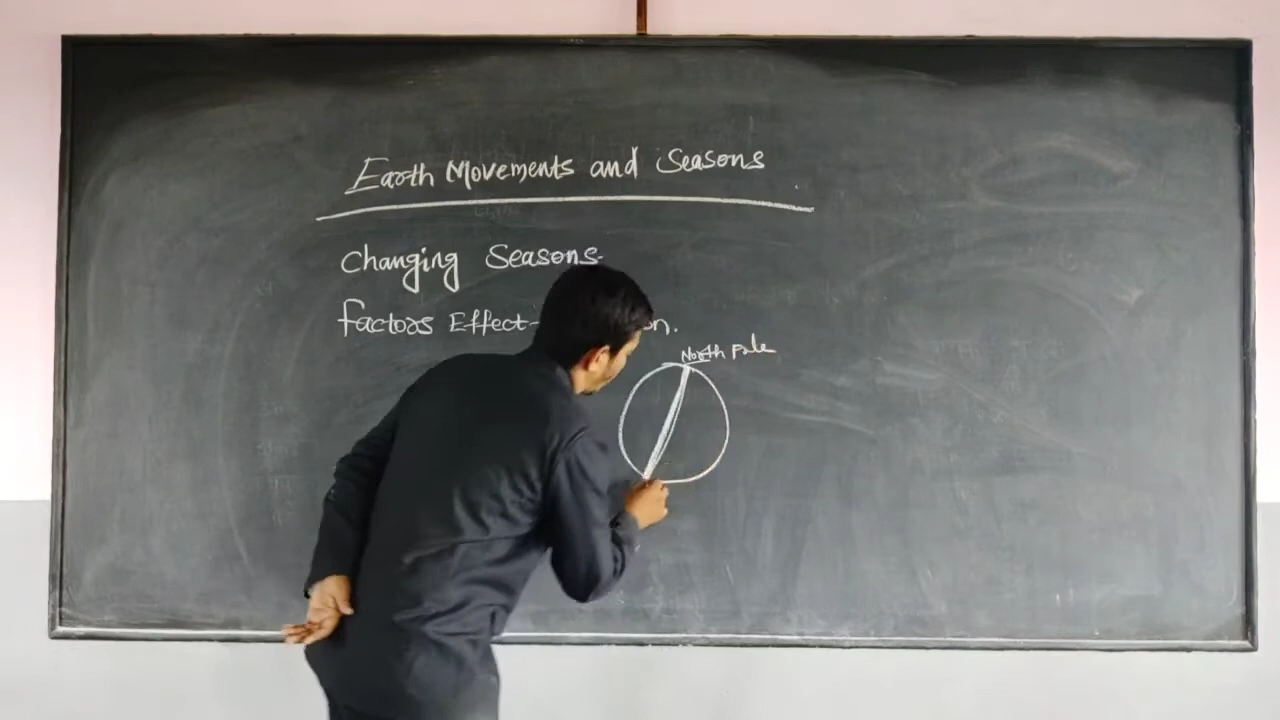 Earth Movements and Seasons
Changing Seasons
Factors Effect
North Pole